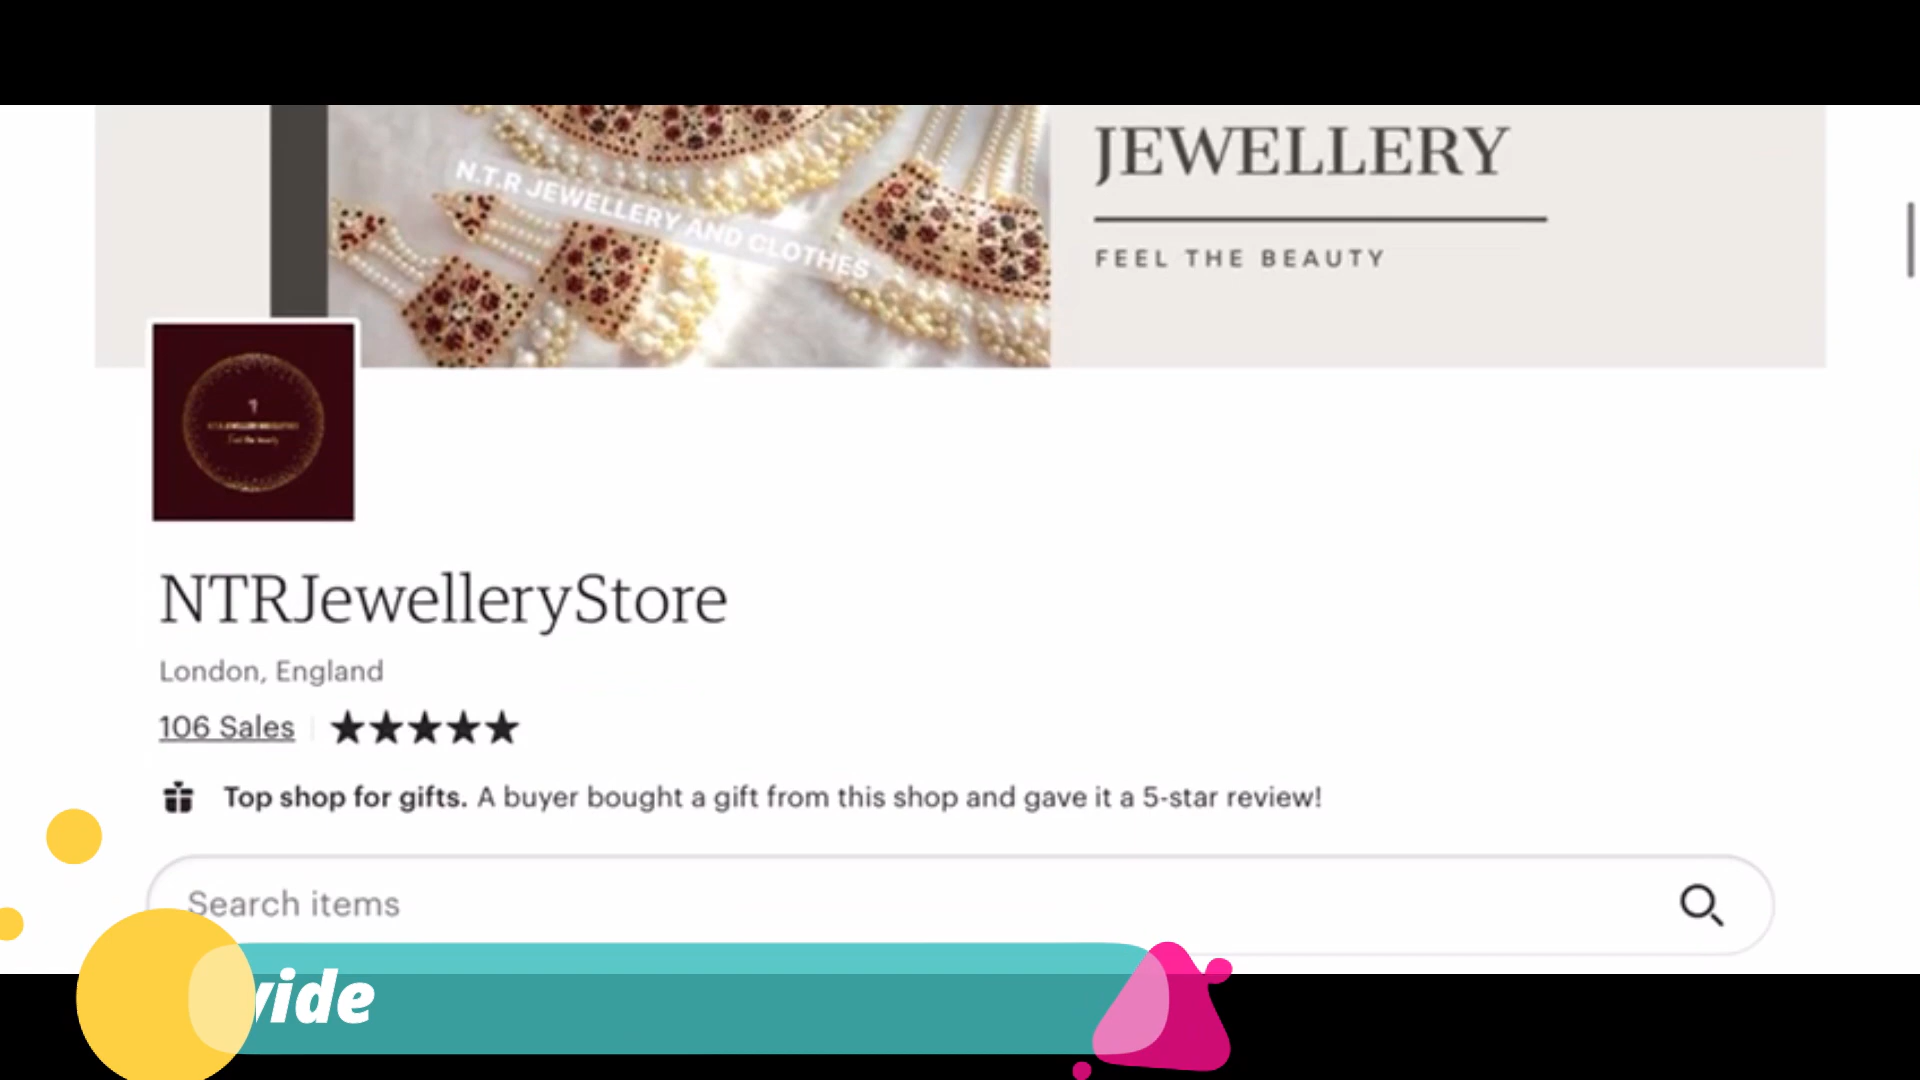 JEWELLERY
N.T.R JEWELLERY AND CLOTHES
FEEL THE BEAUTY
NTRJewelleryStore
London, England
106 Sales
Top shop for gifts. A buyer bought a gift from this shop and gave it a 5-star review!
Search items
vide